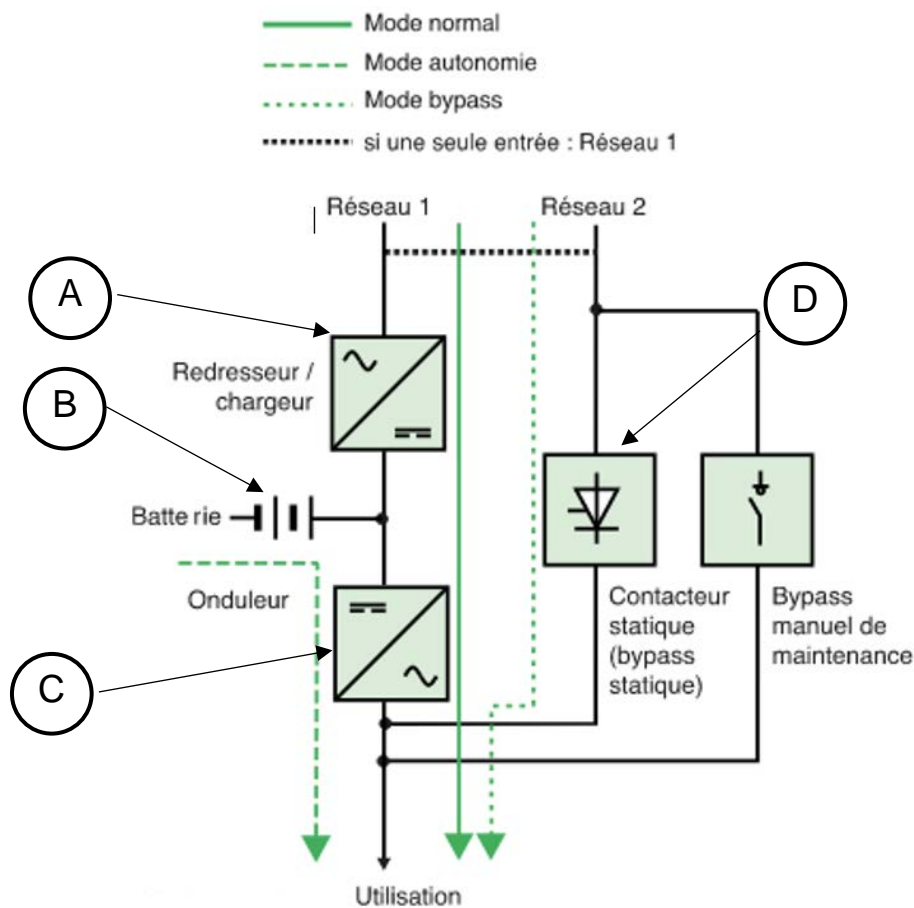 Mode normal
Mode autonomie
Mode bypass
si une seule entrée : Réseau 1
Réseau 1
Réseau 2
A
D
Redresseur /
chargeur
B
Batte rie
Onduleur
Contacteur
statique
(bypass
statique)
Bypass
manuel de
maintenance
C
Utilisation